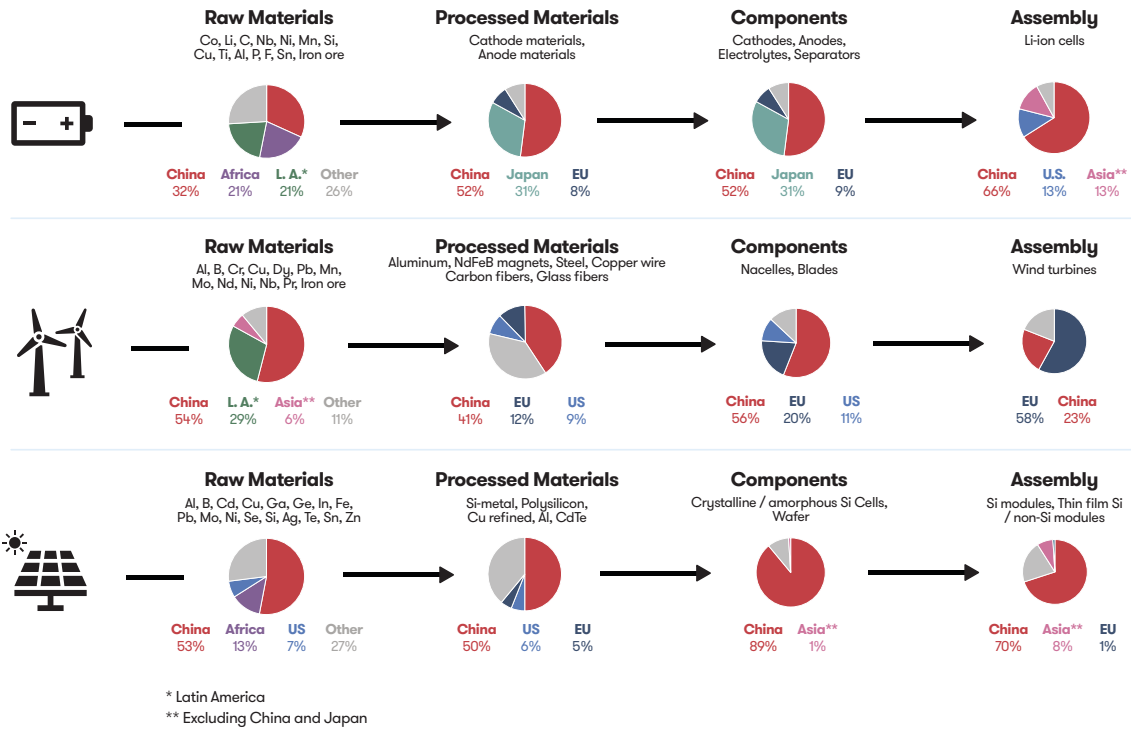 Raw Materials
Co, Li, C, Nb, Ni, Mn, Si,
Cu, Ti, Al, P, F, Sn, Iron ore
China Africa L. A.* Other
32% 21% 21% 26%
Processed Materials
Cathode materials,
Anode materials
China Japan EU
52% 31% 8%
Components
Cathodes, Anodes,
Electrolytes, Separators
China Japan EU
52% 31% 9%
Assembly
Li-ion cells
China U.S. Asia**
66% 13% 13%
Raw Materials
Al, B, Cr, Cu, Dy, Pb, Mn,
Mo, Nd, Ni, Nb, Pr, Iron ore
China L. A.* Asia** Other
54% 29% 6% 11%
Processed Materials
Aluminum, NdFeB magnets, Steel, Copper wire
Carbon fibers, Glass fibers
China EU US
41% 12% 9%
Components
Nacelles, Blades
China EU US
56% 20% 11%
Assembly
Wind turbines
EU China
58% 23%
Raw Materials
Al, B, Cd, Cu, Ga, Ge, In, Fe,
Pb, Mo, Ni, Se, Si, Ag, Te, Sn, Zn
China Africa US Other
53% 13% 7% 27%
Processed Materials
Si-metal, Polysilicon,
Cu refined, Al, CdTe
China US EU
50% 6% 5%
Components
Crystalline / amorphous Si Cells,
Wafer
China Asia**
89% 1%
Assembly
Si modules, Thin film Si
/ non-Si modules
China Asia** EU
70% 8% 1%
* Latin America
** Excluding China and Japan